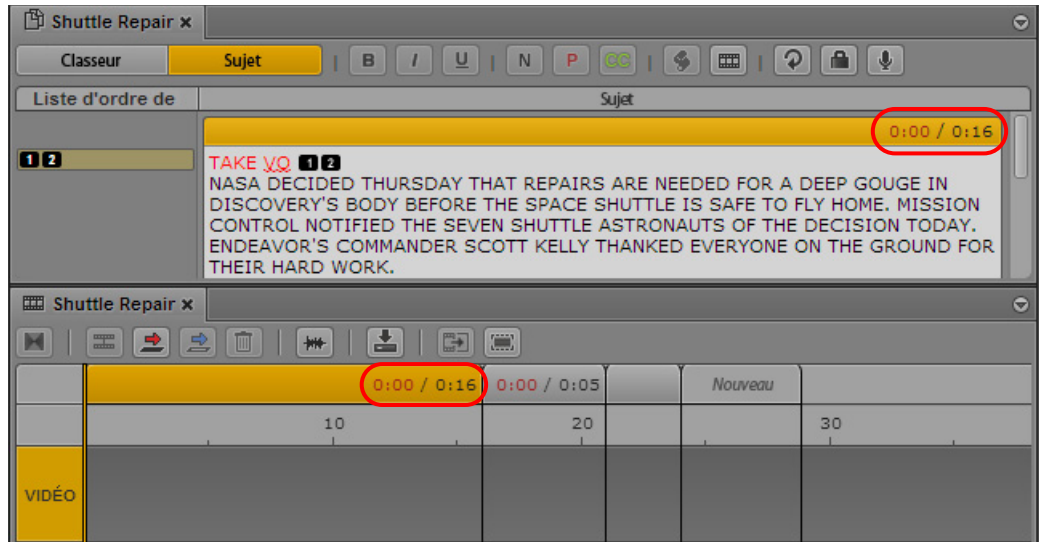 Shuttle Repair ×
Classeur Sujet | B I U | N P CC | |
Liste d'ordre de Sujet
0:00 / 0:16
1 2 TAKE VO 1 2
NASA DECIDED THURSDAY THAT REPAIRS ARE NEEDED FOR A DEEP GOUGE IN
DISCOVERY'S BODY BEFORE THE SPACE SHUTTLE IS SAFE TO FLY HOME. MISSION
CONTROL NOTIFIED THE SEVEN SHUTTLE ASTRONAUTS OF THE DECISION TODAY.
ENDEAVOR'S COMMANDER SCOTT KELLY THANKED EVERYONE ON THE GROUND FOR
THEIR HARD WORK.
Shuttle Repair ×
0:00 / 0:16 0:00 / 0:05 Nouveau
10 20 30
VIDÉO